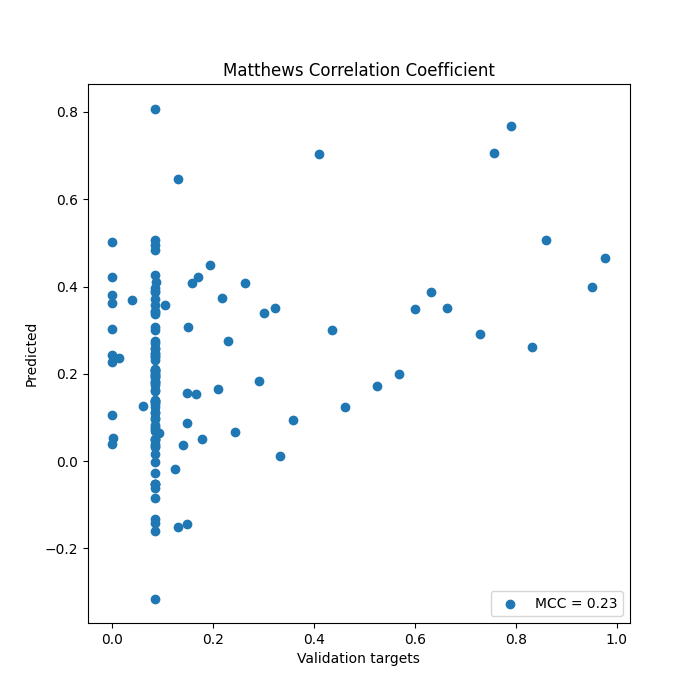 Matthews Correlation Coefficient
Predicted
0.8
0.6
0.4
0.2
0.0
−0.2
MCC = 0.23
0.0 0.2 0.4 0.6 0.8 1.0
Validation targets